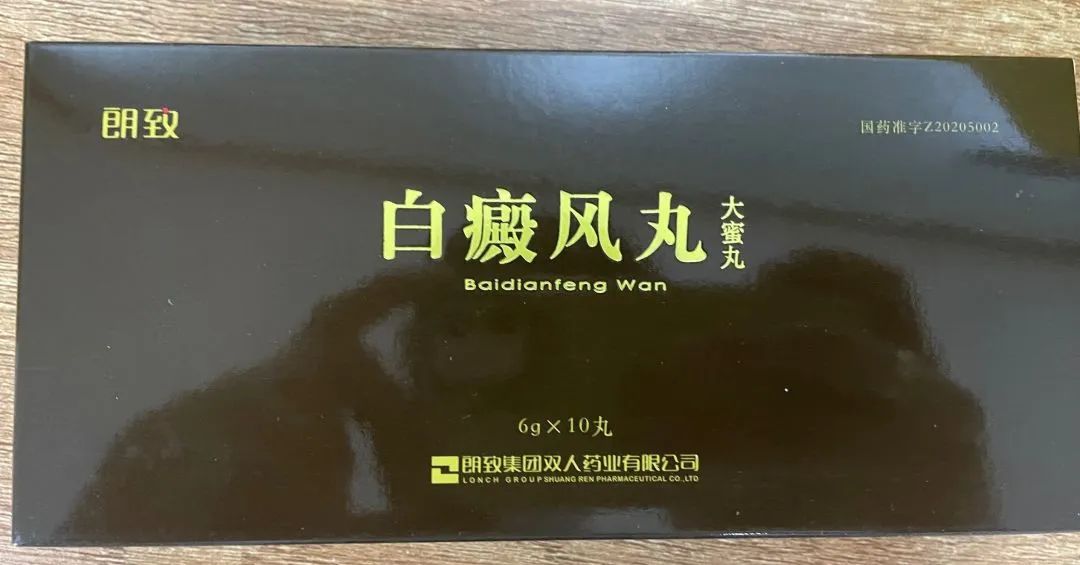 朗致
国药准字Z20205002
白癜风丸
大蜜丸
Baidianfeng Wan
6g×10丸
朗致集团双人药业有限公司
LONCH GROUP SHUANG REN PHARMACEUTICAL CO.,LTD